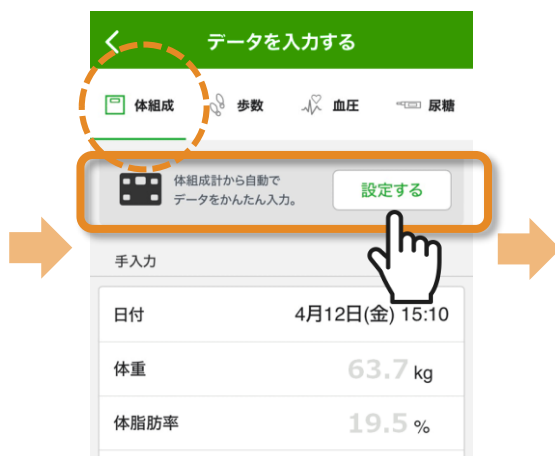 データを入力する
体組成 歩数 血圧 尿糖
体組成計から自動で
データをかんたん入力。
設定する
手入力
日付 4月12日(金) 15:10
体重 63.7 kg
体脂肪率 19.5 %